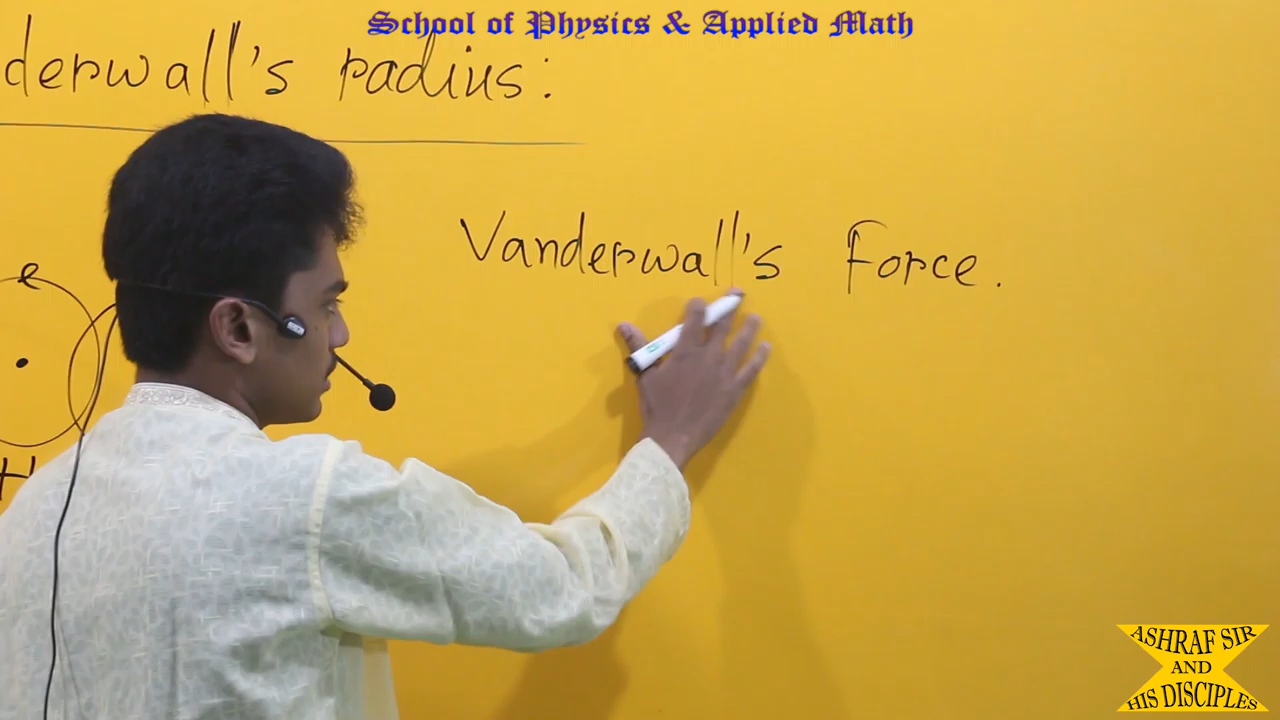 School of Physics & Applied Math
derwall's radius:
Vanderwall's Force.
e
H
ASHRAF SIR
AND
HIS DISCIPLES